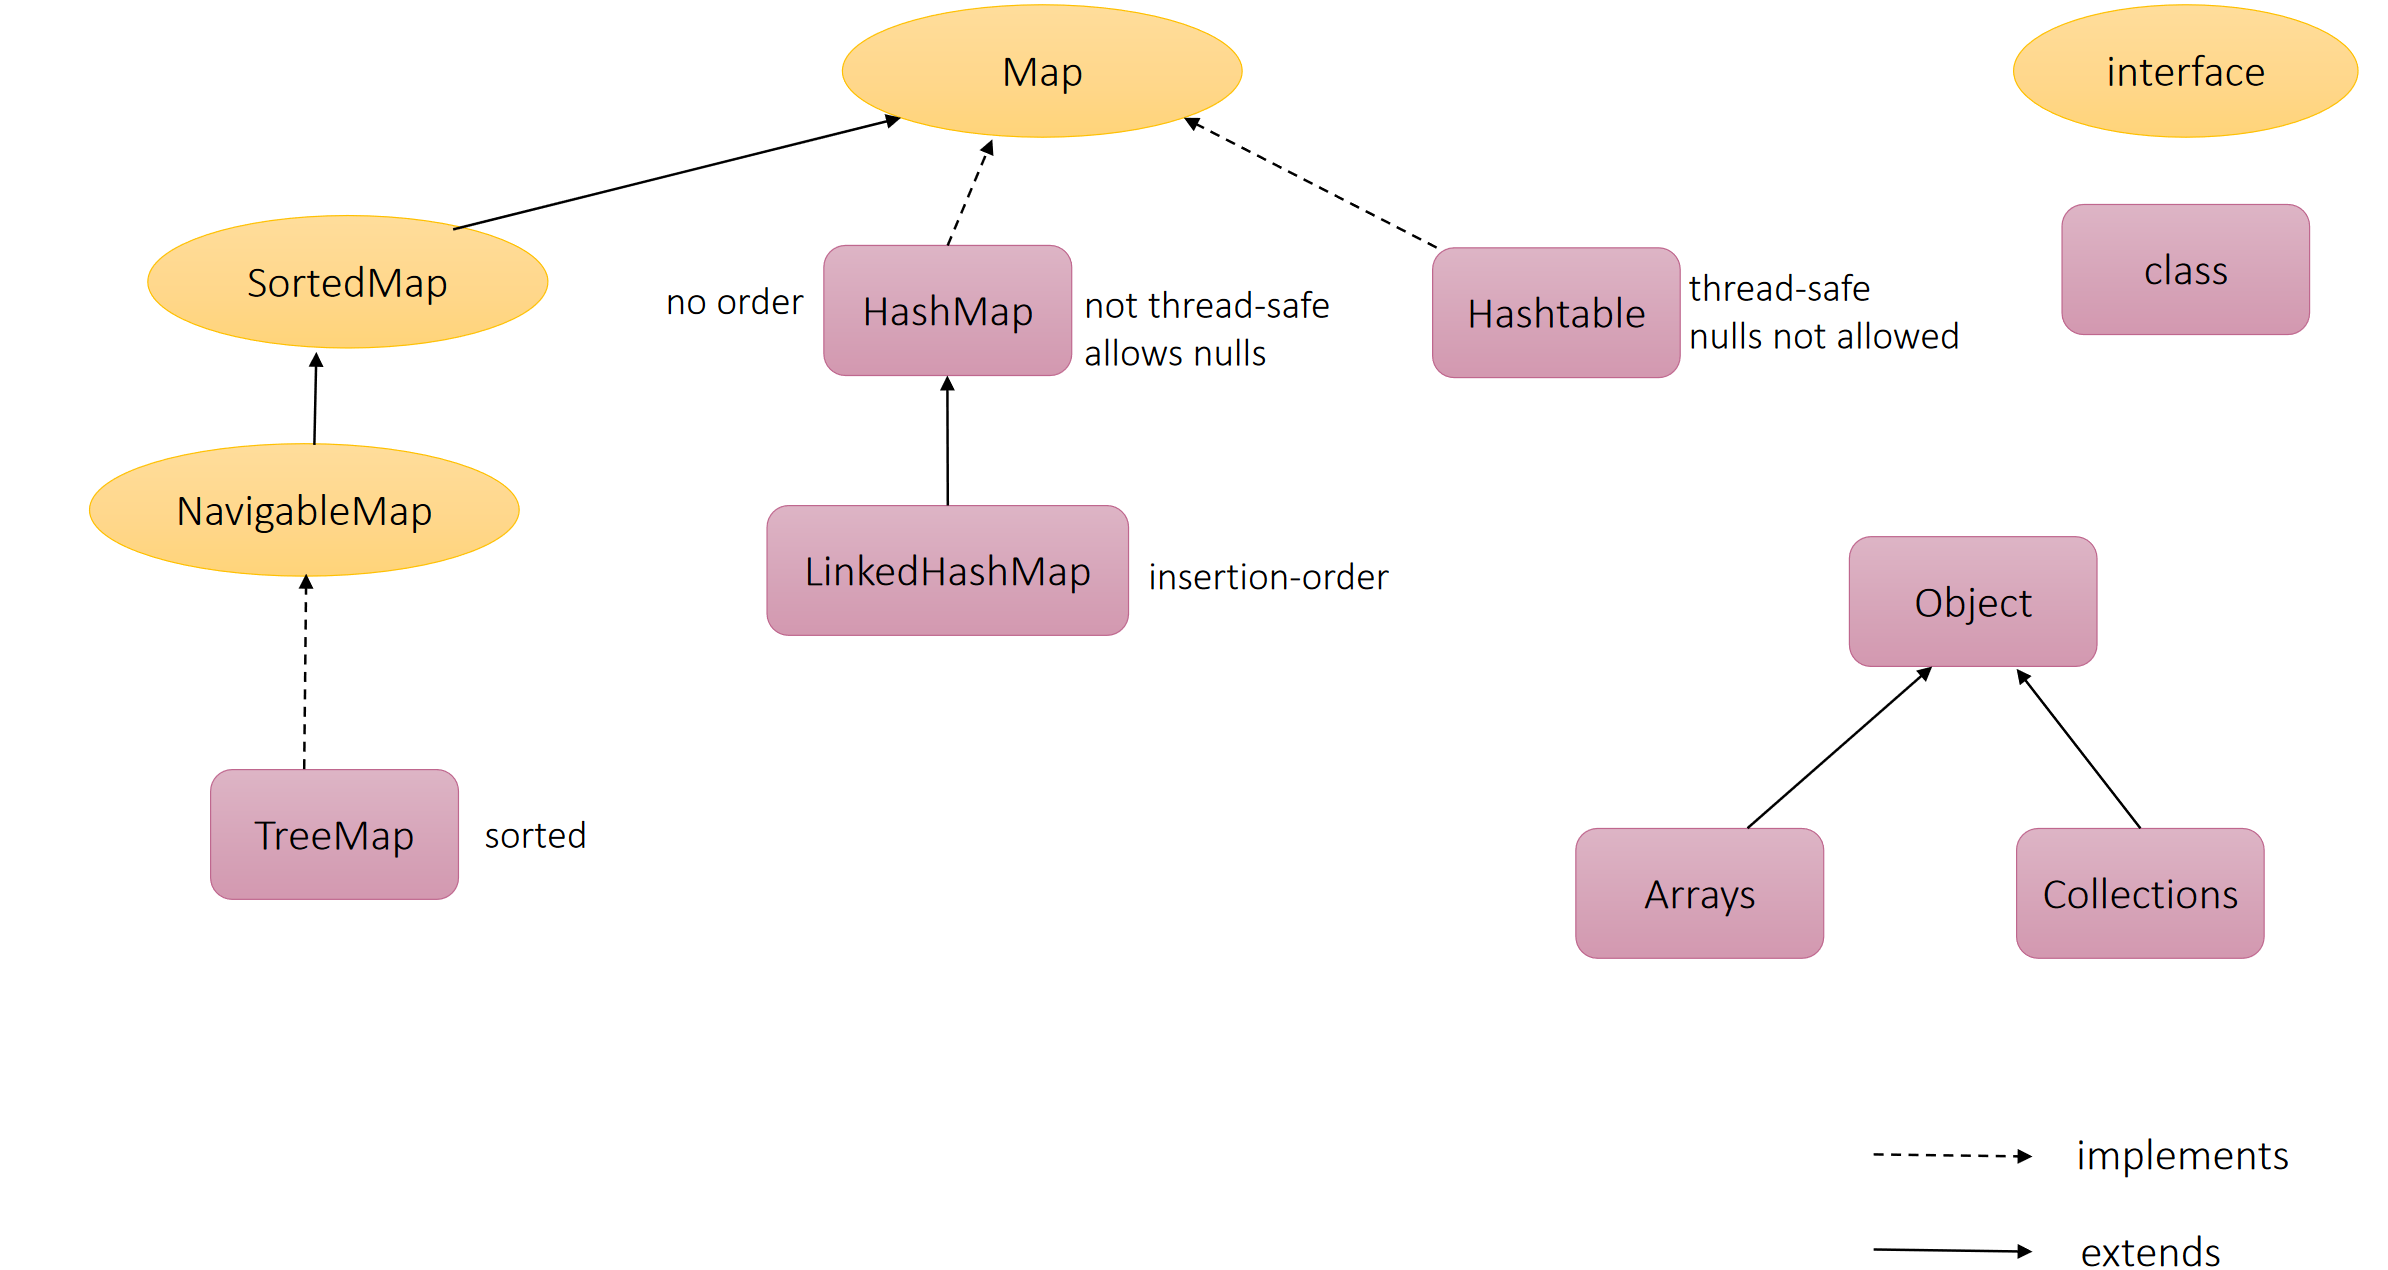 Map
interface
SortedMap
no order
HashMap
not thread-safe
allows nulls
Hashtable
thread-safe
nulls not allowed
class
NavigableMap
LinkedHashMap
insertion-order
Object
TreeMap
sorted
Arrays
Collections
implements
extends